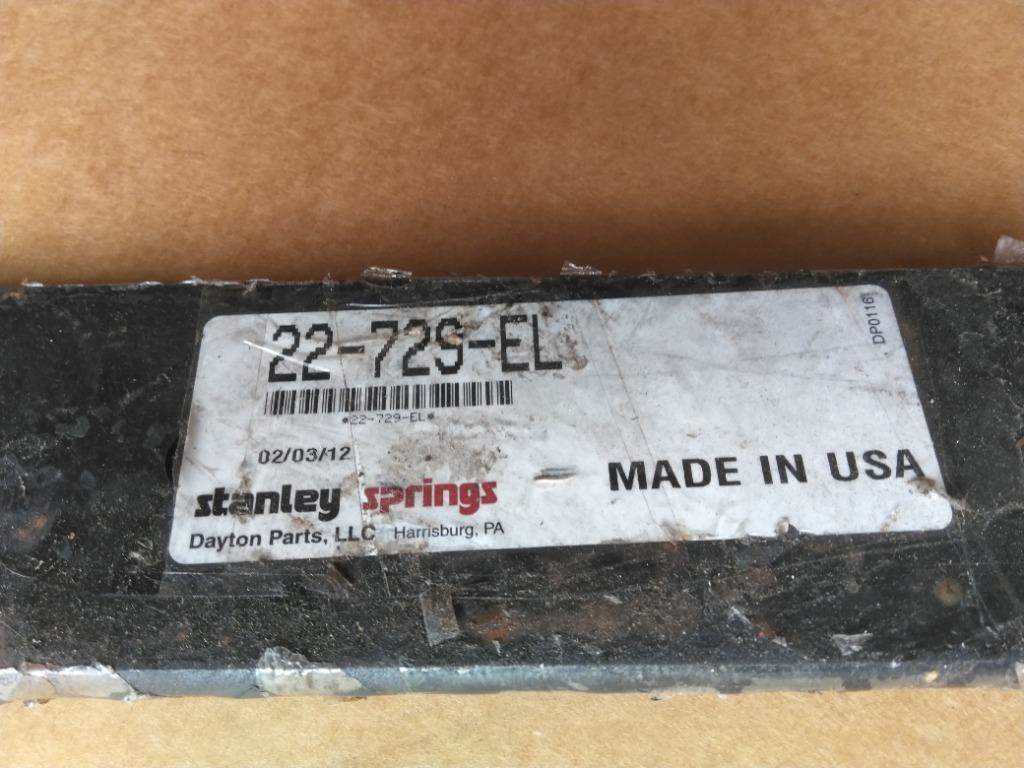 22-729-EL
*22-729-EL*
02/03/12
stanley springs
Dayton Parts, LLC Harrisburg, PA
MADE IN USA
DP0116